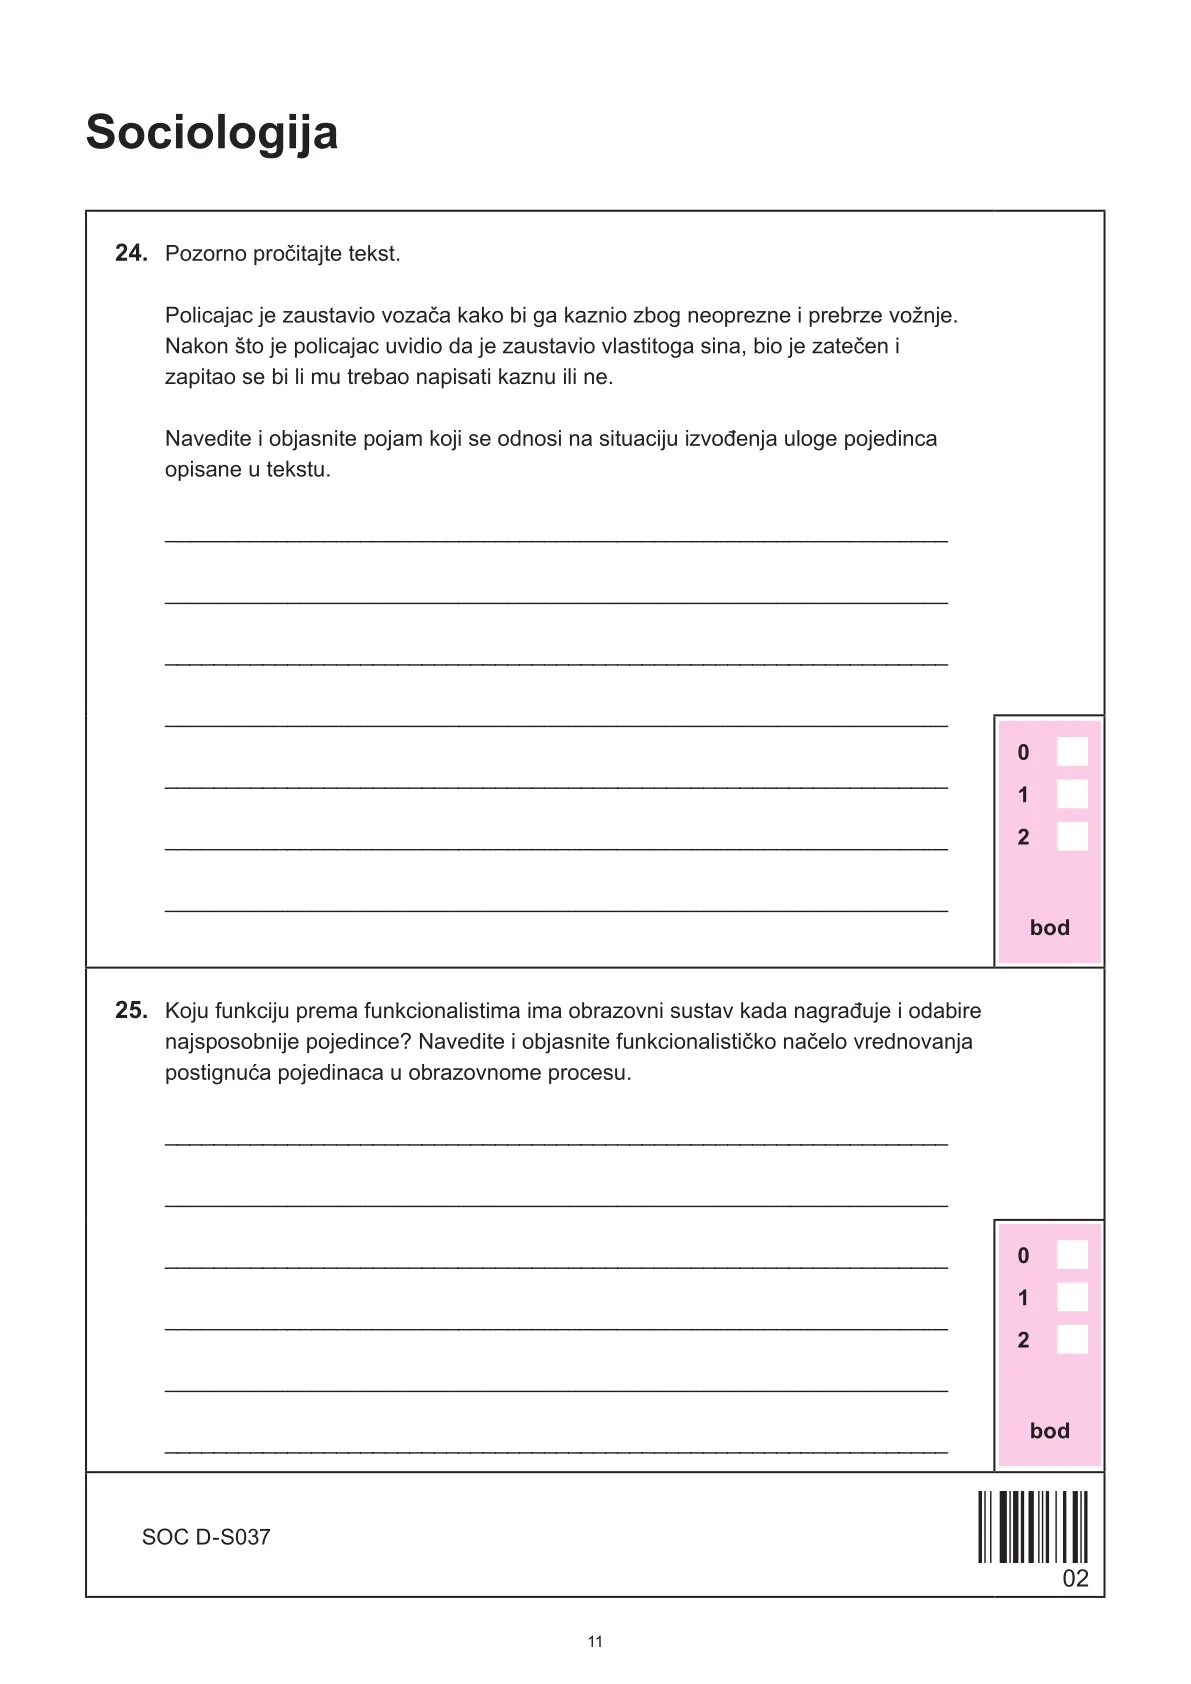 Sociologija
24. Pozorno pročitajte tekst.
Policajac je zaustavio vozača kako bi ga kaznio zbog neoprezne i prebrze vožnje.
Nakon što je policajac uvidio da je zaustavio vlastitoga sina, bio je zatečen i
zapitao se bi li mu trebao napisati kaznu ili ne.
Navedite i objasnite pojam koji se odnosi na situaciju izvođenja uloge pojedinca
opisane u tekstu.
0
1
2
bod
25. Koju funkciju prema funkcionalistima ima obrazovni sustav kada nagrađuje i odabire
najsposobnije pojedince? Navedite i objasnite funkcionalističko načelo vrednovanja
postignuća pojedinaca u obrazovnome procesu.
0
1
2
bod
SOC D-S037
02
11